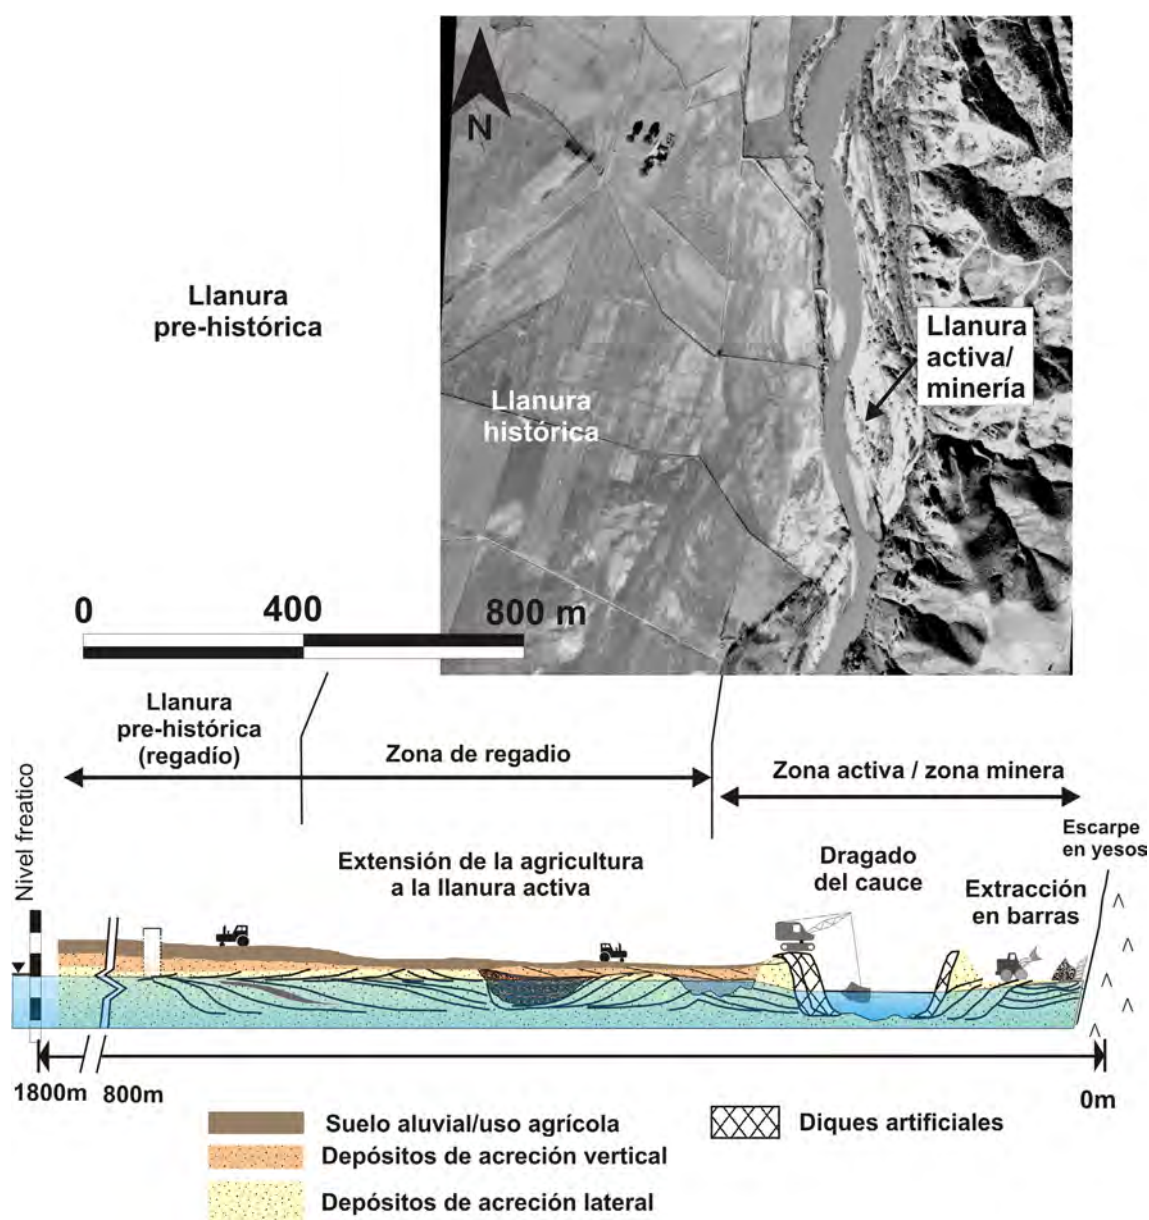 N
Llanura
pre-histórica
Llanura
activa/
minería
Llanura
histórica
0
400
800 m
Llanura
pre-histórica
(regadío)
Zona de regadio
Zona activa / zona minera
Nivel freatico
Extensión de la agricultura
a la llanura activa
Dragado
del cauce
Extracción
en barras
Escarpe
en yesos
1800m
800m
0m
Suelo aluvial/uso agrícola
Depósitos de acreción vertical
Depósitos de acreción lateral
Diques artificiales